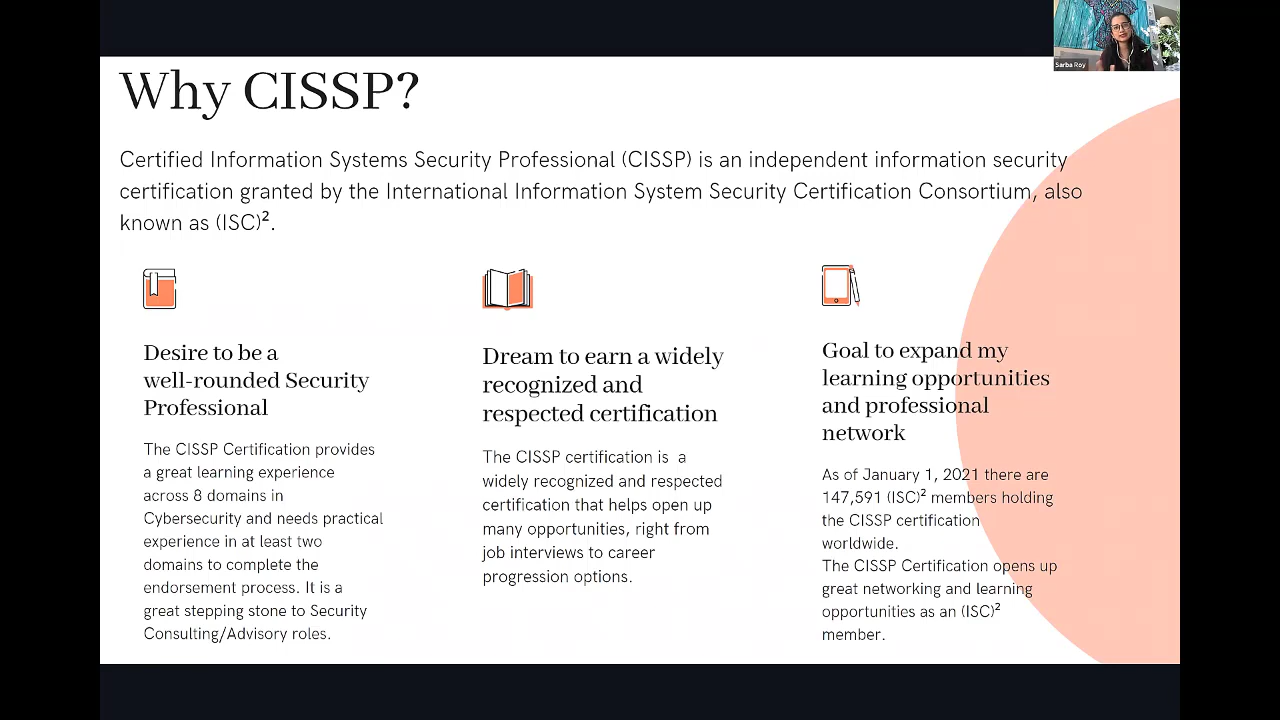 Sarba Roy
Why CISSP?
Certified Information Systems Security Professional (CISSP) is an independent information security
certification granted by the International Information System Security Certification Consortium, also
known as (ISC)².
Desire to be a
well-rounded Security
Professional
The CISSP Certification provides
a great learning experience
across 8 domains in
Cybersecurity and needs practical
experience in at least two
domains to complete the
endorsement process. It is a
great stepping stone to Security
Consulting/Advisory roles.
Dream to earn a widely
recognized and
respected certification
The CISSP certification is a
widely recognized and respected
certification that helps open up
many opportunities, right from
job interviews to career
progression options.
Goal to expand my
learning opportunities
and professional
network
As of January 1, 2021 there are
147,591 (ISC)² members holding
the CISSP certification
worldwide.
The CISSP Certification opens up
great networking and learning
opportunities as an (ISC)²
member.